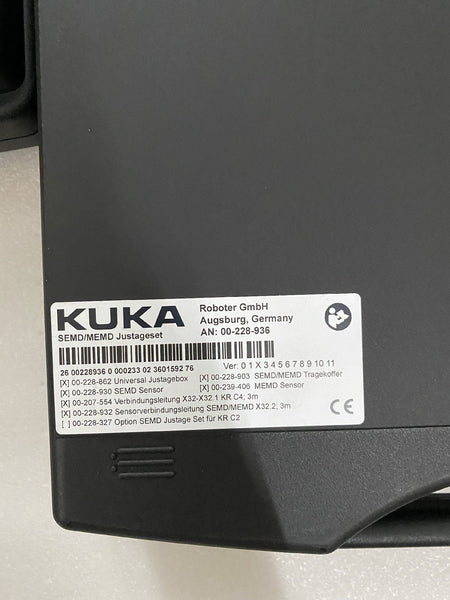 KUKA
Roboter GmbH
Augsburg, Germany
AN: 00-228-936
SEMD/MEMD Justageset
26 00228936 0 000233 02 3601592 76
Ver: 0 1 X 3 4 5 6 7 8 9 10 11
[X] 00-228-862 Universal Justagebox
[X] 00-228-903 SEMD/MEMD Tragekoffer
[X] 00-228-930 SEMD Sensor
[X] 00-239-406 MEMD Sensor
[X] 00-207-554 Verbindungsleitung X32-X32.1 KR C4; 3m
[X] 00-228-932 Sensorverbindungsleitung SEMD/MEMD X32.2; 3m
[ ] 00-228-327 Option SEMD Justage Set für KR C2
CE